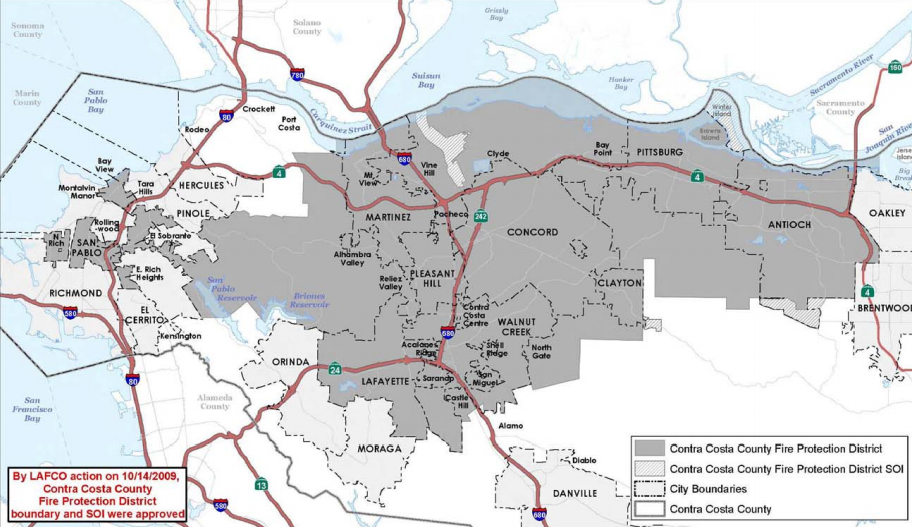 Sonoma
County
Solano
County
Grizzly
Bay
780
Suisun
Bay
Honker
Bay
160
Sacramento River
Marin
County
San
Pablo
Bay
80
Crockett
Port
Costa
Carquinez Strait
Rodeo
Winter
Island
Browns
Island
Sacramento
County
San
Joaquin River
680
Vine
Hill
Clyde
Bay
Point
PITTSBURG
Bay
View
Montalvin
Manor
Tara
Hills
HERCULES
4
Mt.
View
4
PINOLE
Rolling-
wood
MARTINEZ
Pacheco
242
CONCORD
ANTIOCH
OAKLEY
N.
Rich
SAN
PABLO
El Sobrante
Alhambra
Valley
E. Rich
Heights
San
Pablo
Reservoir
Briones
Reservoir
Reliez
Valley
PLEASANT
HILL
CLAYTON
4
RICHMOND
580
EL
CERRITO
Kensington
Contra
Costa
Centre
BRENTWOOD
680
WALNUT
CREEK
Acalanes
Ridge
Shell
Ridge
North
Gate
ORINDA
24
LAFAYETTE
Saranap
San
Miguel
80
Alameda
County
San
Francisco
Bay
Castle
Hill
Alamo
MORAGA
Diablo
DANVILLE
13
580
680
By LAFCO action on 10/14/2009,
Contra Costa County
Fire Protection District
boundary and SOI were approved
Contra Costa County Fire Protection District
Contra Costa County Fire Protection District SOI
City Boundaries
Contra Costa County